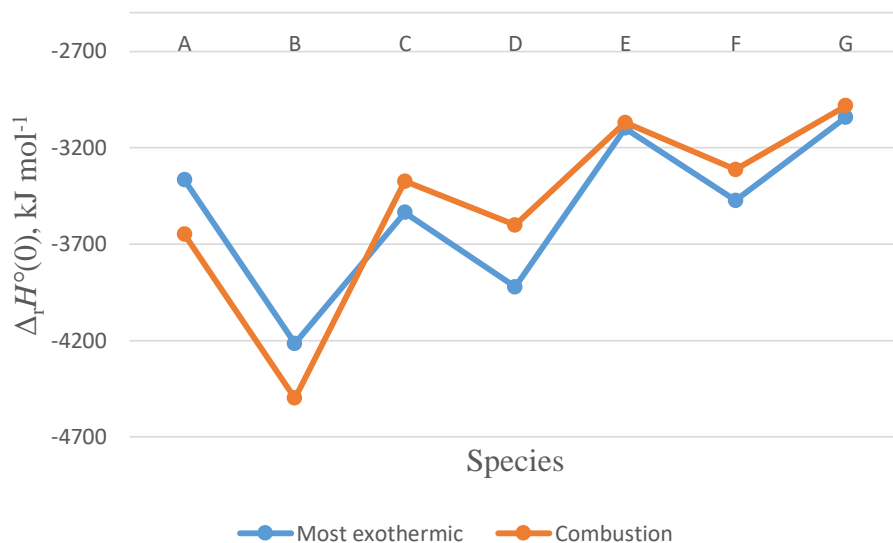 -2700
A B C D E F G
-3200
-3700
-4200
-4700
ΔrH°(0), kJ mol-1
Species
Most exothermic Combustion